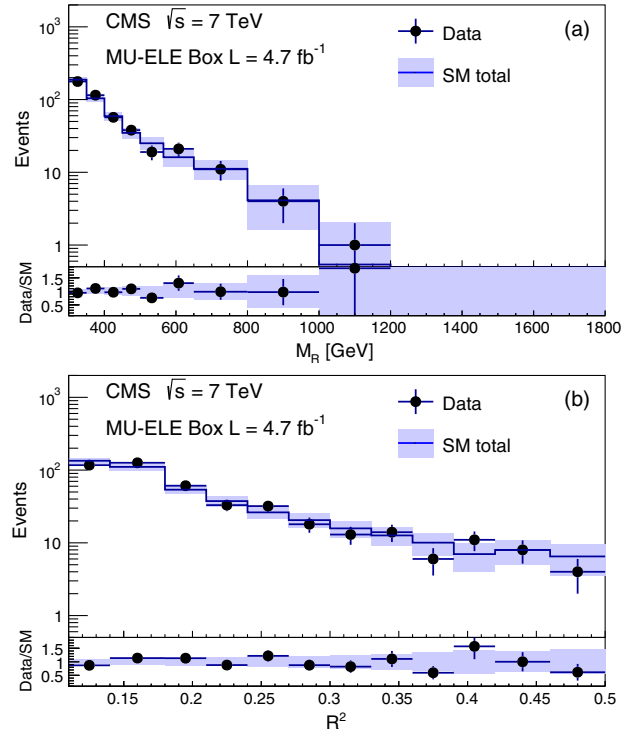 CMS √s = 7 TeV
MU-ELE Box L = 4.7 fb⁻¹
Data
SM total
(a)
Events
10³
10²
10
1
Data/SM
1.5
0.5
400 600 800 1000 1200 1400 1600 1800
M_R [GeV]
CMS √s = 7 TeV
MU-ELE Box L = 4.7 fb⁻¹
Data
SM total
(b)
Events
10³
10²
10
1
Data/SM
1.5
0.5
0.15 0.2 0.25 0.3 0.35 0.4 0.45 0.5
R²